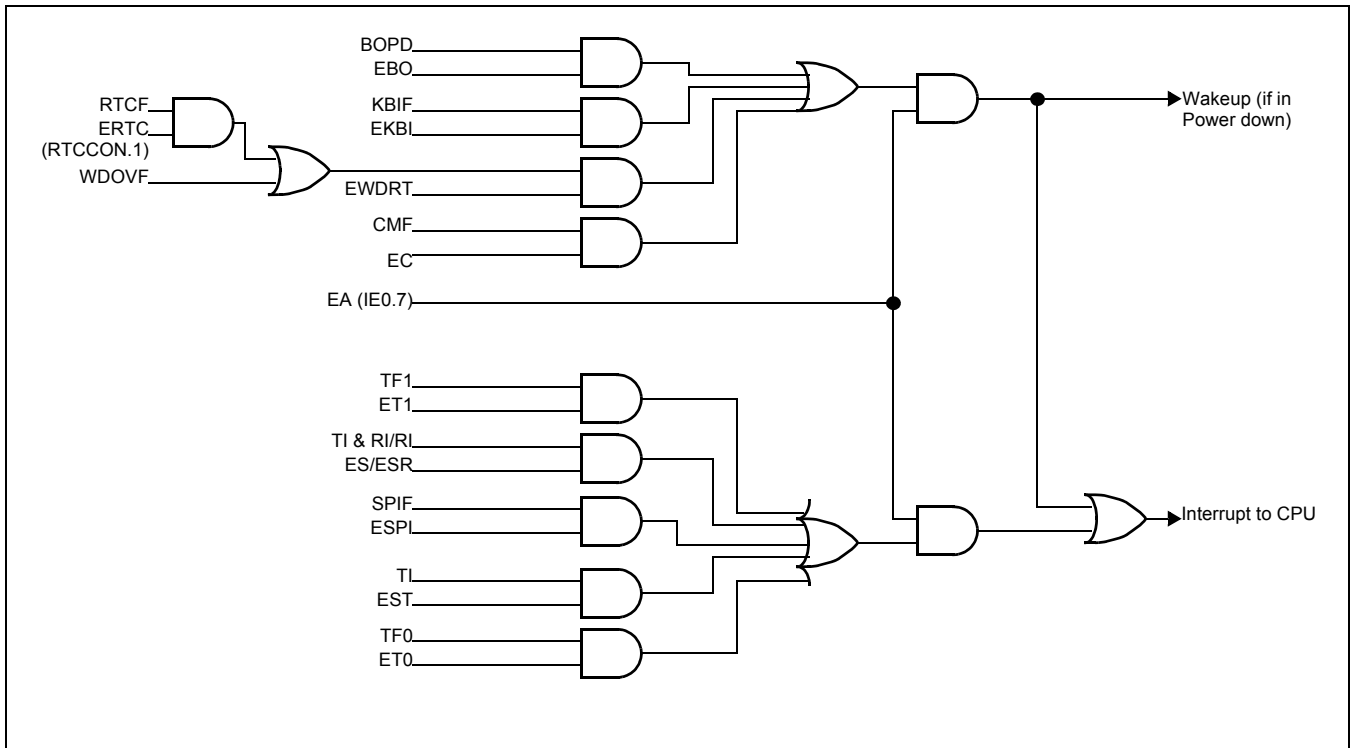 BOPD
EBO
RTCF
ERTC
(RTCCON.1)
WDOVF
KBIF
EKBI
EWDRT
CMF
EC
EA (IE0.7)
Wakeup (if in
Power down)
TF1
ET1
TI & RI/RI
ES/ESR
SPIF
ESPI
TI
EST
TF0
ET0
Interrupt to CPU